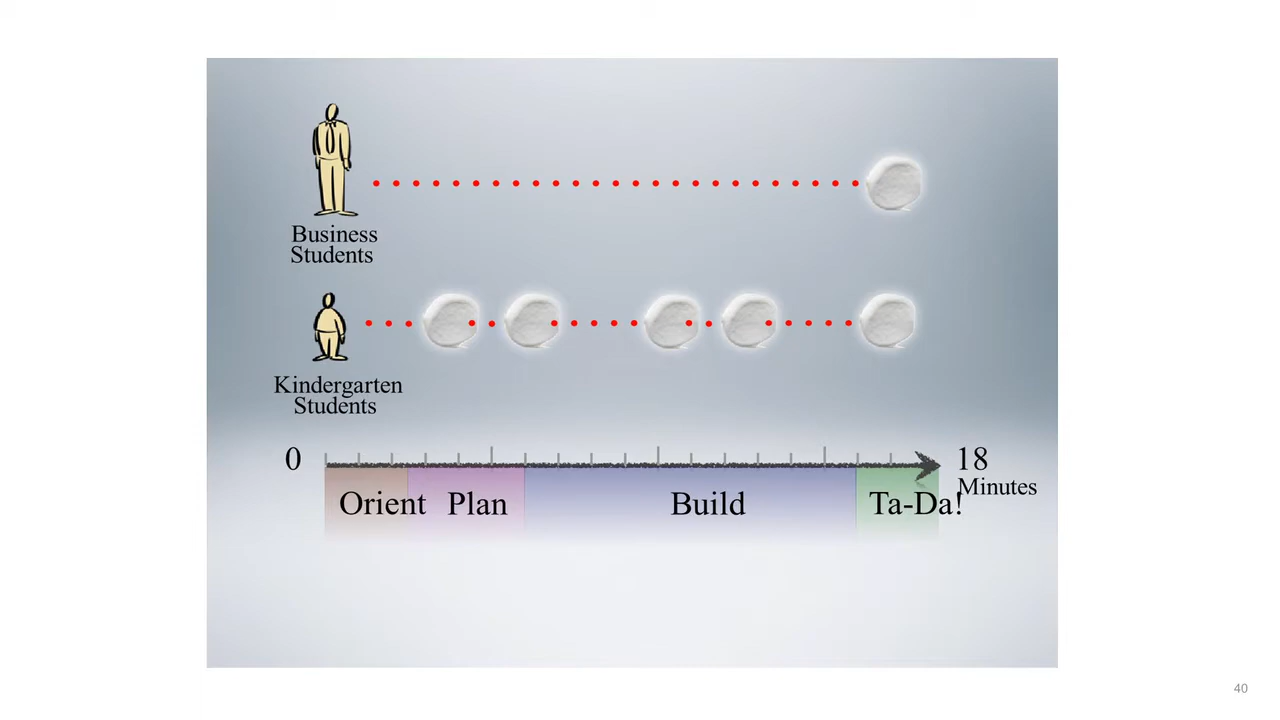 Business
Students
Kindergarten
Students
0
18
Minutes
Orient
Plan
Build
Ta-Da!
40